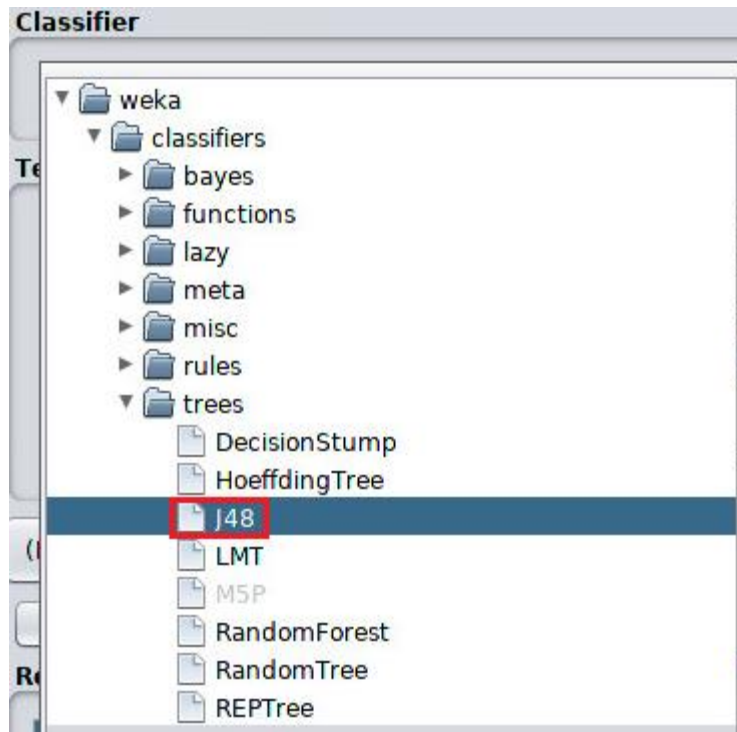 Classifier
weka
classifiers
bayes
functions
lazy
meta
misc
rules
trees
DecisionStump
HoeffdingTree
J48
LMT
M5P
RandomForest
RandomTree
REPTree